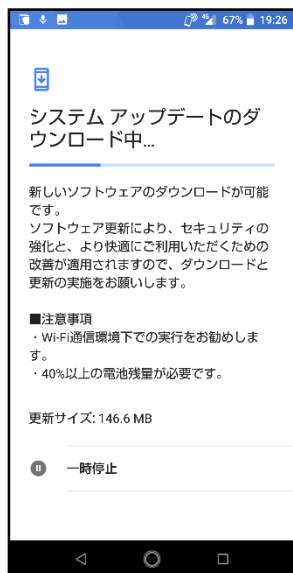 67% 19:26
システム アップデートのダ
ウンロード中...
新しいソフトウェアのダウンロードが可能
です。
ソフトウェア更新により、セキュリティの
強化と、より快適にご利用いただくための
改善が適用されますので、ダウンロードと
更新の実施をお願いします。
■注意事項
・Wi-Fi通信環境下での実行をお勧めしま
す。
・40%以上の電池残量が必要です。
更新サイズ: 146.6 MB
一時停止